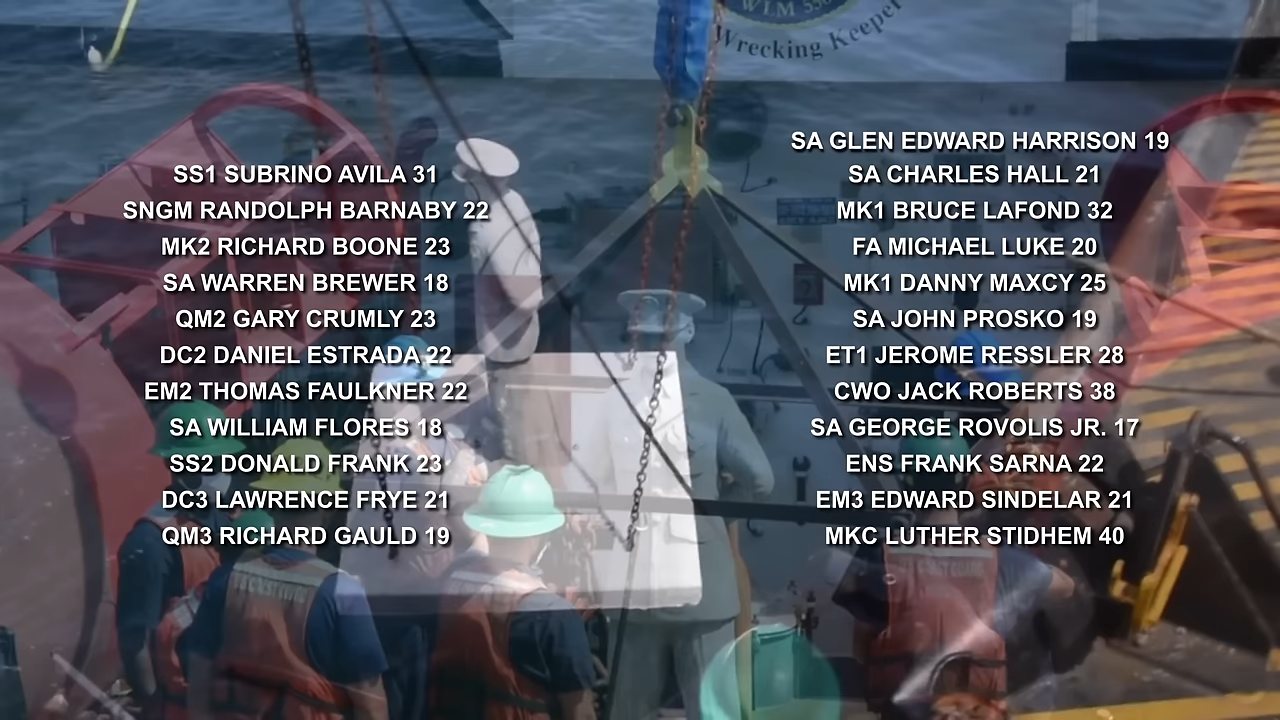 WLM 55
Wrecking Keeper
SS1 SUBRINO AVILA 31
SNGM RANDOLPH BARNABY 22
MK2 RICHARD BOONE 23
SA WARREN BREWER 18
QM2 GARY CRUMLY 23
DC2 DANIEL ESTRADA 22
EM2 THOMAS FAULKNER 22
SA WILLIAM FLORES 18
SS2 DONALD FRANK 23
DC3 LAWRENCE FRYE 21
QM3 RICHARD GAULD 19
SA GLEN EDWARD HARRISON 19
SA CHARLES HALL 21
MK1 BRUCE LAFOND 32
FA MICHAEL LUKE 20
MK1 DANNY MAXCY 25
SA JOHN PROSKO 19
ET1 JEROME RESSLER 28
CWO JACK ROBERTS 38
SA GEORGE ROVOLIS JR. 17
ENS FRANK SARNA 22
EM3 EDWARD SINDELAR 21
MKC LUTHER STIDHEM 40